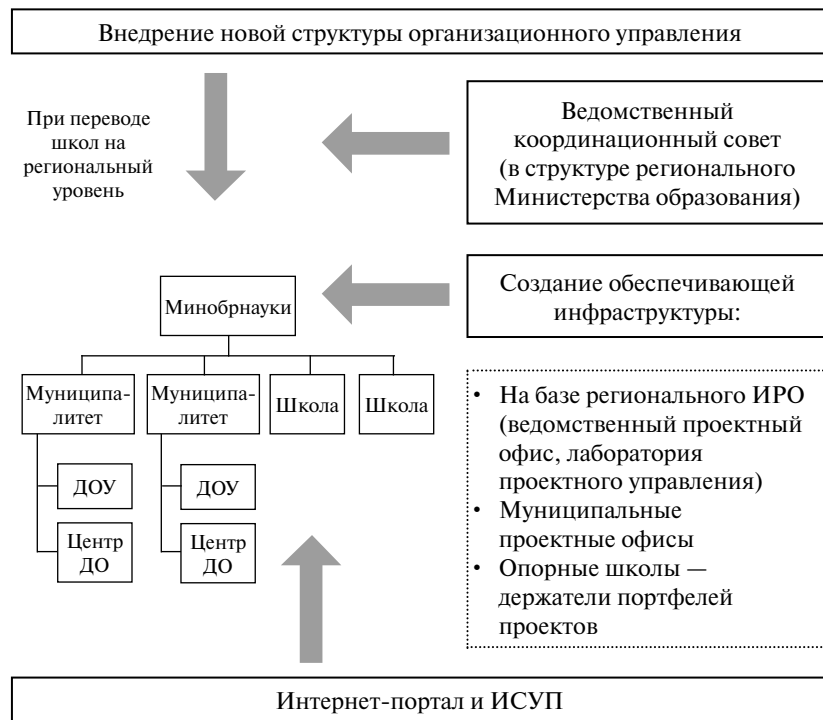 Внедрение новой структуры организационного управления
При переводе
школ на
региональный
уровень
Ведомственный
координационный совет
(в структуре регионального
Министерства образования)
Создание обеспечивающей
инфраструктуры:
Минобрнауки
Муниципа-
литет
Муниципа-
литет
Школа
Школа
ДОУ
ДОУ
Центр
ДО
Центр
ДО
• На базе регионального ИРО
(ведомственный проектный
офис, лаборатория
проектного управления)
• Муниципальные
проектные офисы
• Опорные школы —
держатели портфелей
проектов
Интернет-портал и ИСУП